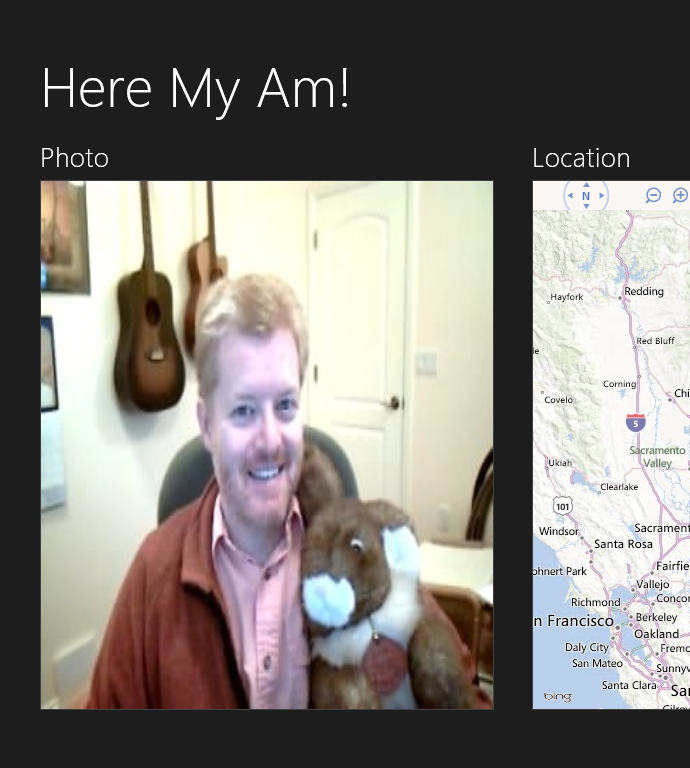 Here My Am!
Photo
Location
N
Redding
Hayfork
Red Bluff
Corning
Covelo
5
Sacramento
Valley
Ukiah
Clearlake
101
Sacrament
Windsor
Santa Rosa
Fairfie
ohnert Park
Vallejo
Richmond
Concor
n Francisco
Berkeley
Oakland
Daly City
Fremo
San Mateo
Sunnyv
Santa Clara
bing